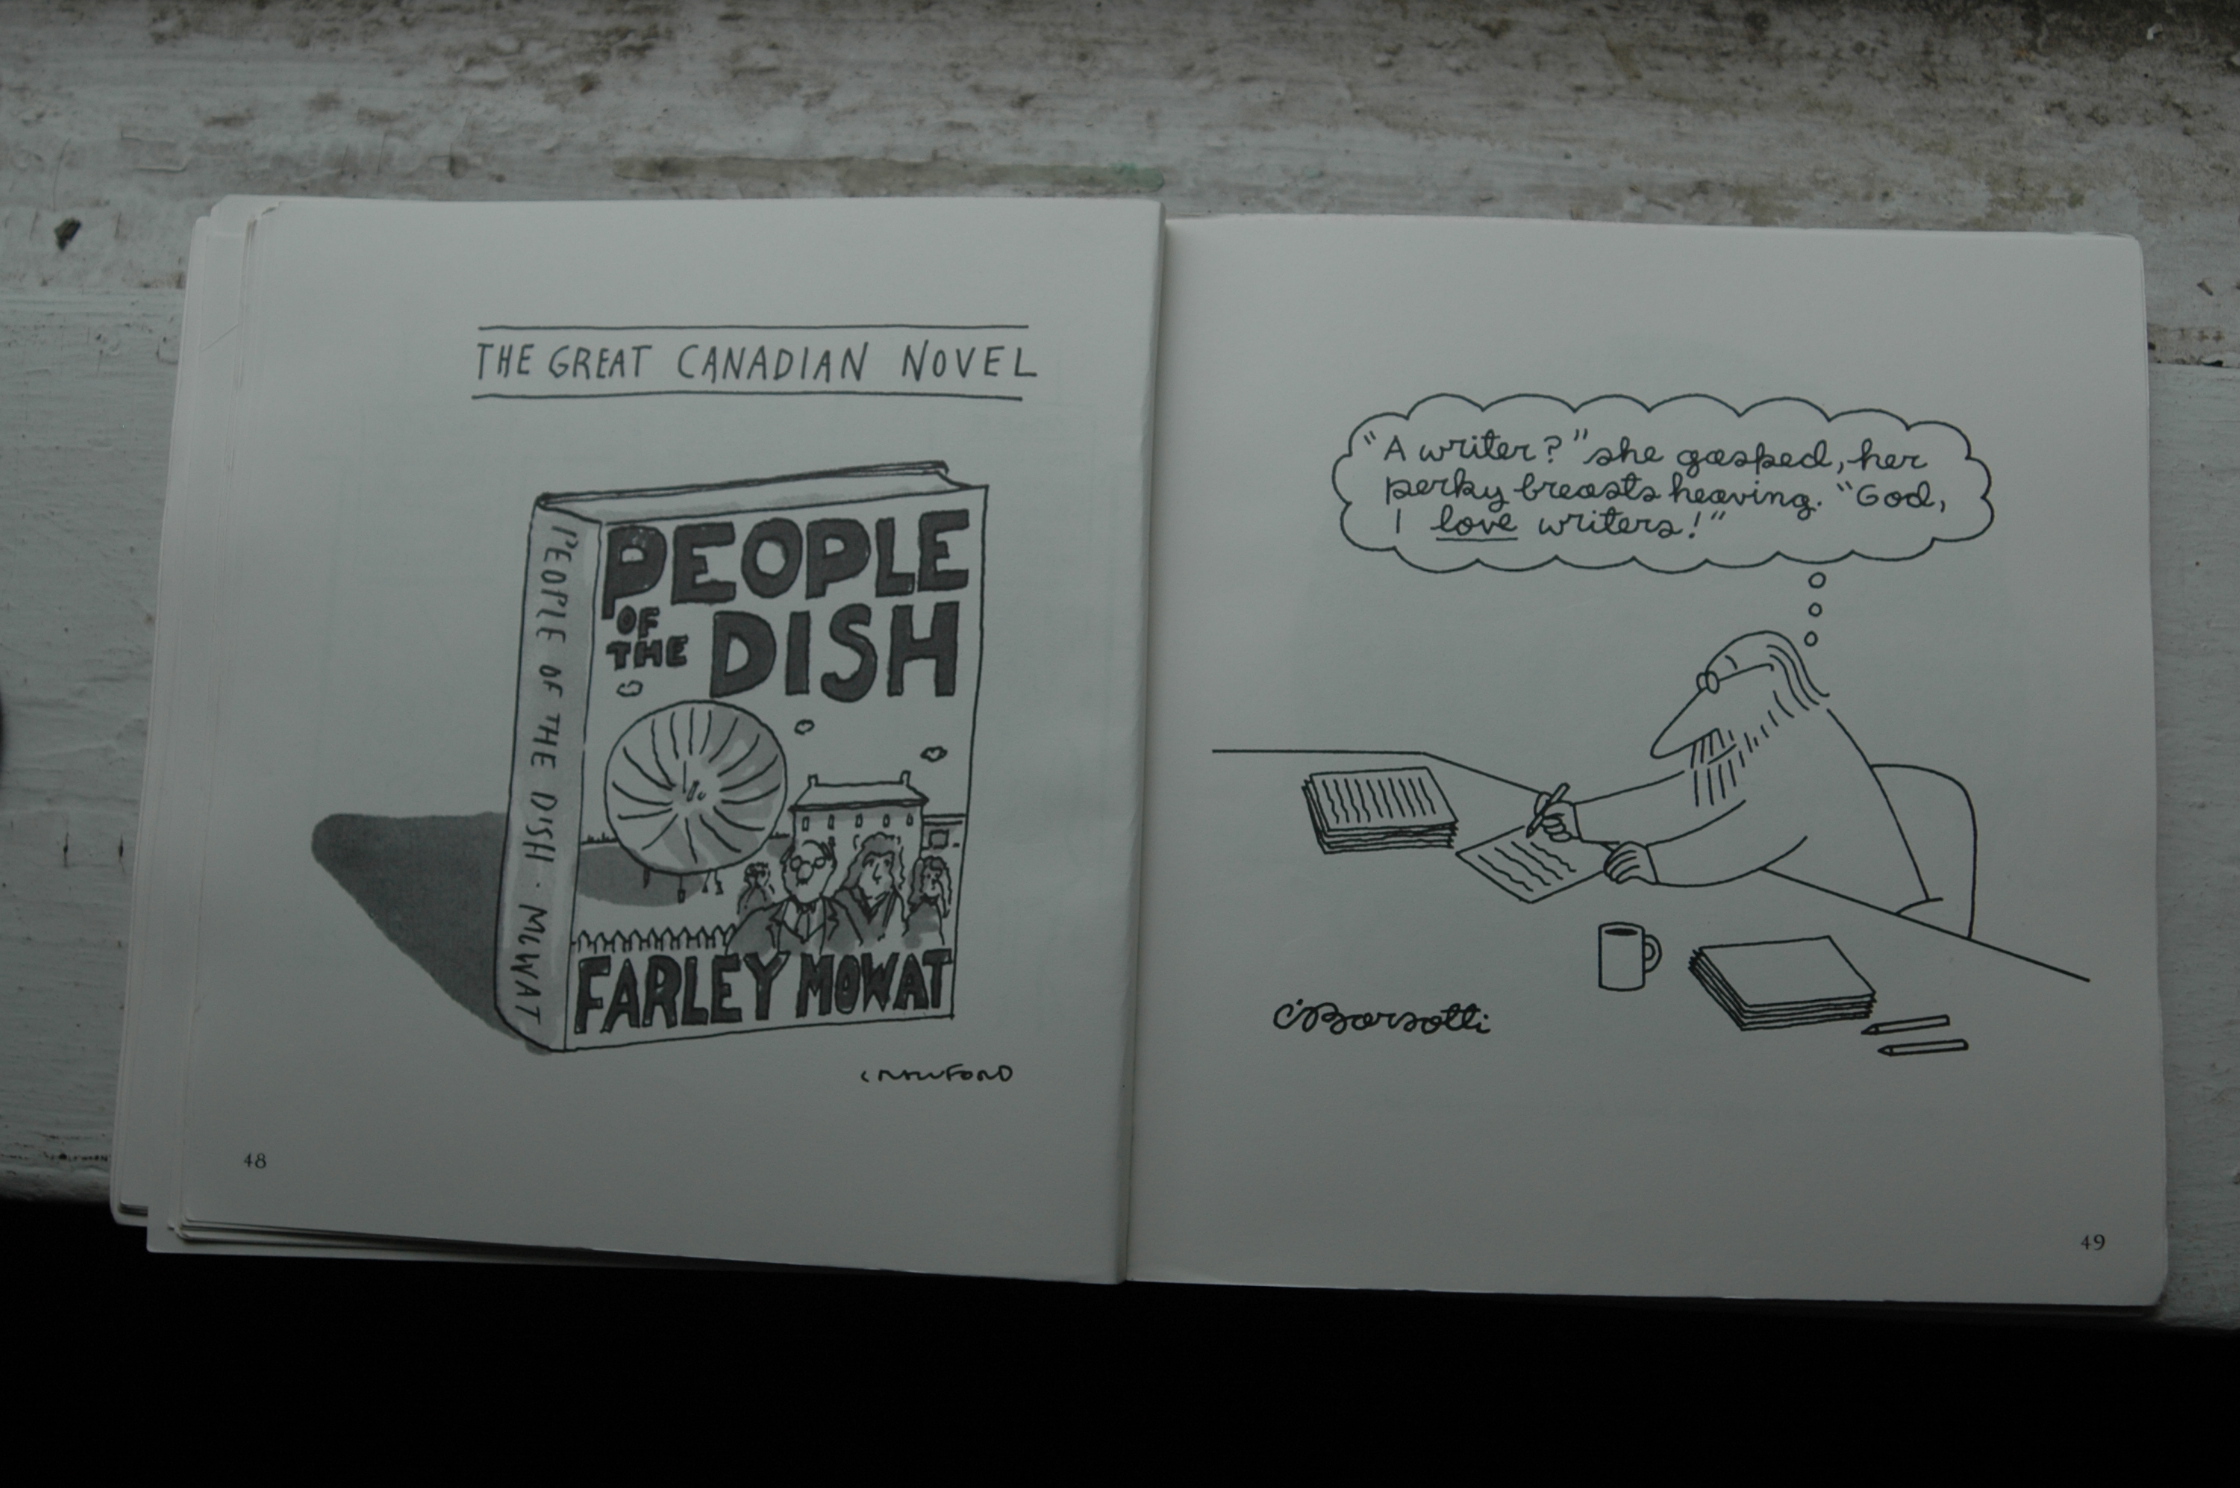 THE GREAT CANADIAN NOVEL
PEOPLE OF THE DISH · MOWAT
PEOPLE
OF
THE DISH
FARLEY MOWAT
CRAWFORD
48
"A writer?" she gasped, her
perky breasts heaving. "God,
I love writers!"
C. Barsotti
49